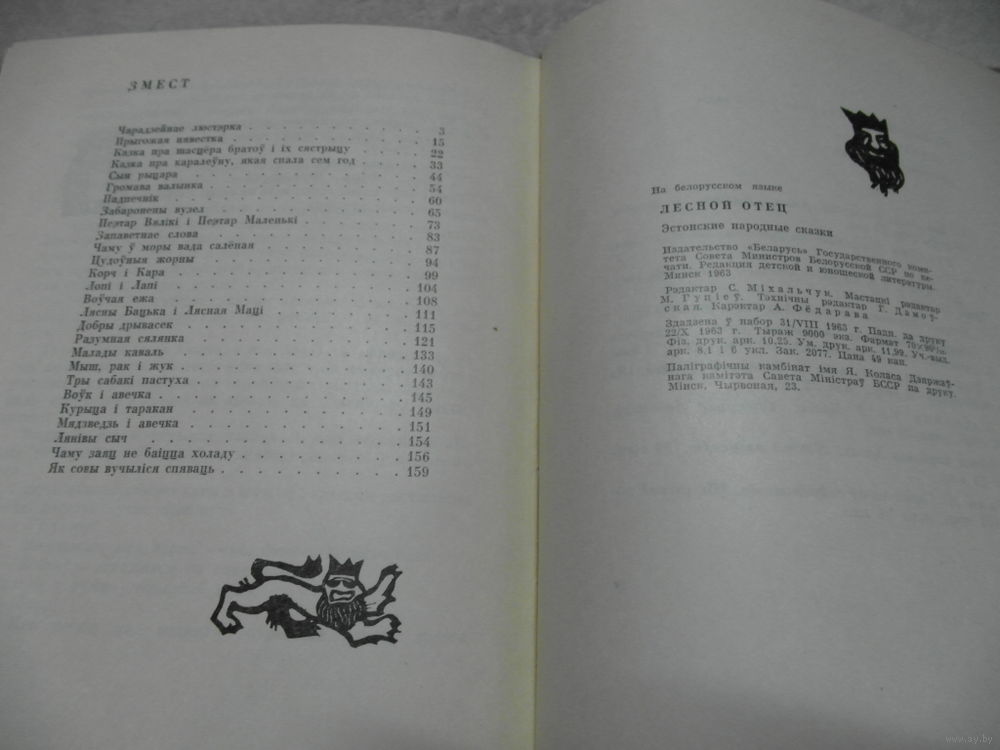 ЗМЕСТ
Чарадзейнае люстэрка . . . . . . . . . . 3
Прыгожая нявестка . . . . . . . . . . 15
Казка пра шасцёра братоў і іх сястрыцу . . . . 22
Казка пра каралеўну, якая спала сем год . . . . 33
Сын рыцара . . . . . . . . . . 44
Громава валынка . . . . . . . . . . 54
Падпечнік . . . . . . . . . . 60
Забаронены вузел . . . . . . . . . . 65
Пеэтар Вялікі і Пеэтар Маленькі . . . . . . 73
Запаветнае слова . . . . . . . . . . 83
Чаму ў моры вада салёная . . . . . . . . 87
Цудоўныя жорны . . . . . . . . . . 94
Корч і Кара . . . . . . . . . . 99
Лопі і Лапі . . . . . . . . . . 104
Воўчая ежа . . . . . . . . . . 108
Лясны Бацька і Лясная Маці . . . . . . . . 111
Добры дрывасек . . . . . . . . . . 115
Разумная сялянка . . . . . . . . . . 121
Малады каваль . . . . . . . . . . 133
Мыш, рак і жук . . . . . . . . . . 140
Тры сабакі пастуха . . . . . . . . . . 143
Воўк і авечка . . . . . . . . . . 145
Курыца і таракан . . . . . . . . . . 149
Мядзведзь і авечка . . . . . . . . . . 151
Лянівы сыч . . . . . . . . . . 154
Чаму заяц не баіцца холаду . . . . . . . . 156
Як совы вучыліся спяваць . . . . . . . . 159
На белорусском языке
ЛЕСНОЙ ОТЕЦ
Эстонские народные сказки
Издательство «Беларусь» Государственного коми-
тета Совета Министров Белорусской ССР по пе-
чати. Редакция детской и юношеской литературы.
Минск 1963
Рэдактар С. Міхальчук. Мастацкі рэдактар
М. Гуціеў. Тэхнічны рэдактар Г. Дамоў-
ская. Карэктар А. Фёдарава.
Здадзена ў набор 31/VIII 1963 г. Падп. да друку
22/X 1963 г. Тыраж 9000 экз. Фармат
Фіз. друк. арк. 10,25. Ум. друк. арк. 11,99. Уч.-выд.
арк. 8,1 і 6 укл. Зак. 2077. Цана 49 кап.
Паліграфічны камбінат імя Я. Коласа Дзяржаў-
нага камітэта Савета Міністраў БССР па друку.
Мінск, Чырвоная, 23.
www.ay.by